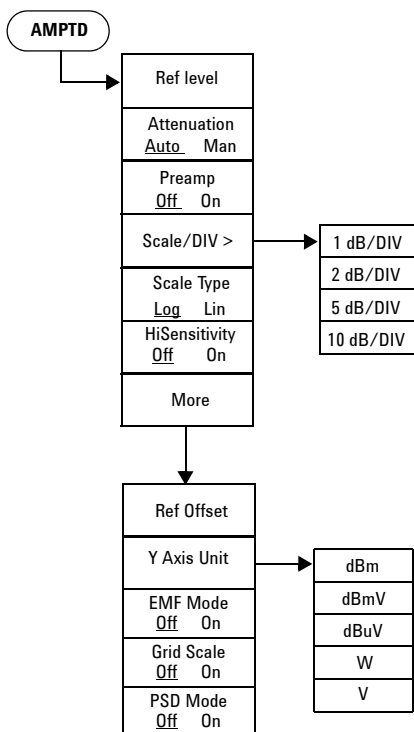 AMPTD
Ref level
Attenuation
Auto Man
Preamp
Off On
Scale/DIV >
Scale Type
Log Lin
HiSensitivity
Off On
More
1 dB/DIV
2 dB/DIV
5 dB/DIV
10 dB/DIV
Ref Offset
Y Axis Unit
EMF Mode
Off On
Grid Scale
Off On
PSD Mode
Off On
dBm
dBmV
dBuV
W
V